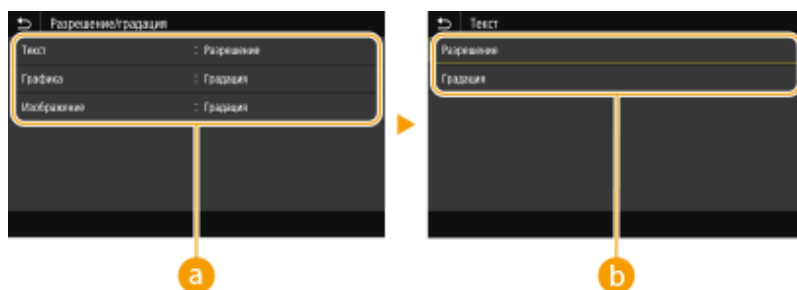 Разрешение/градация
Текст : Разрешение
Графика : Градация
Изображение : Градация
a
Текст
Разрешение
Градация
b